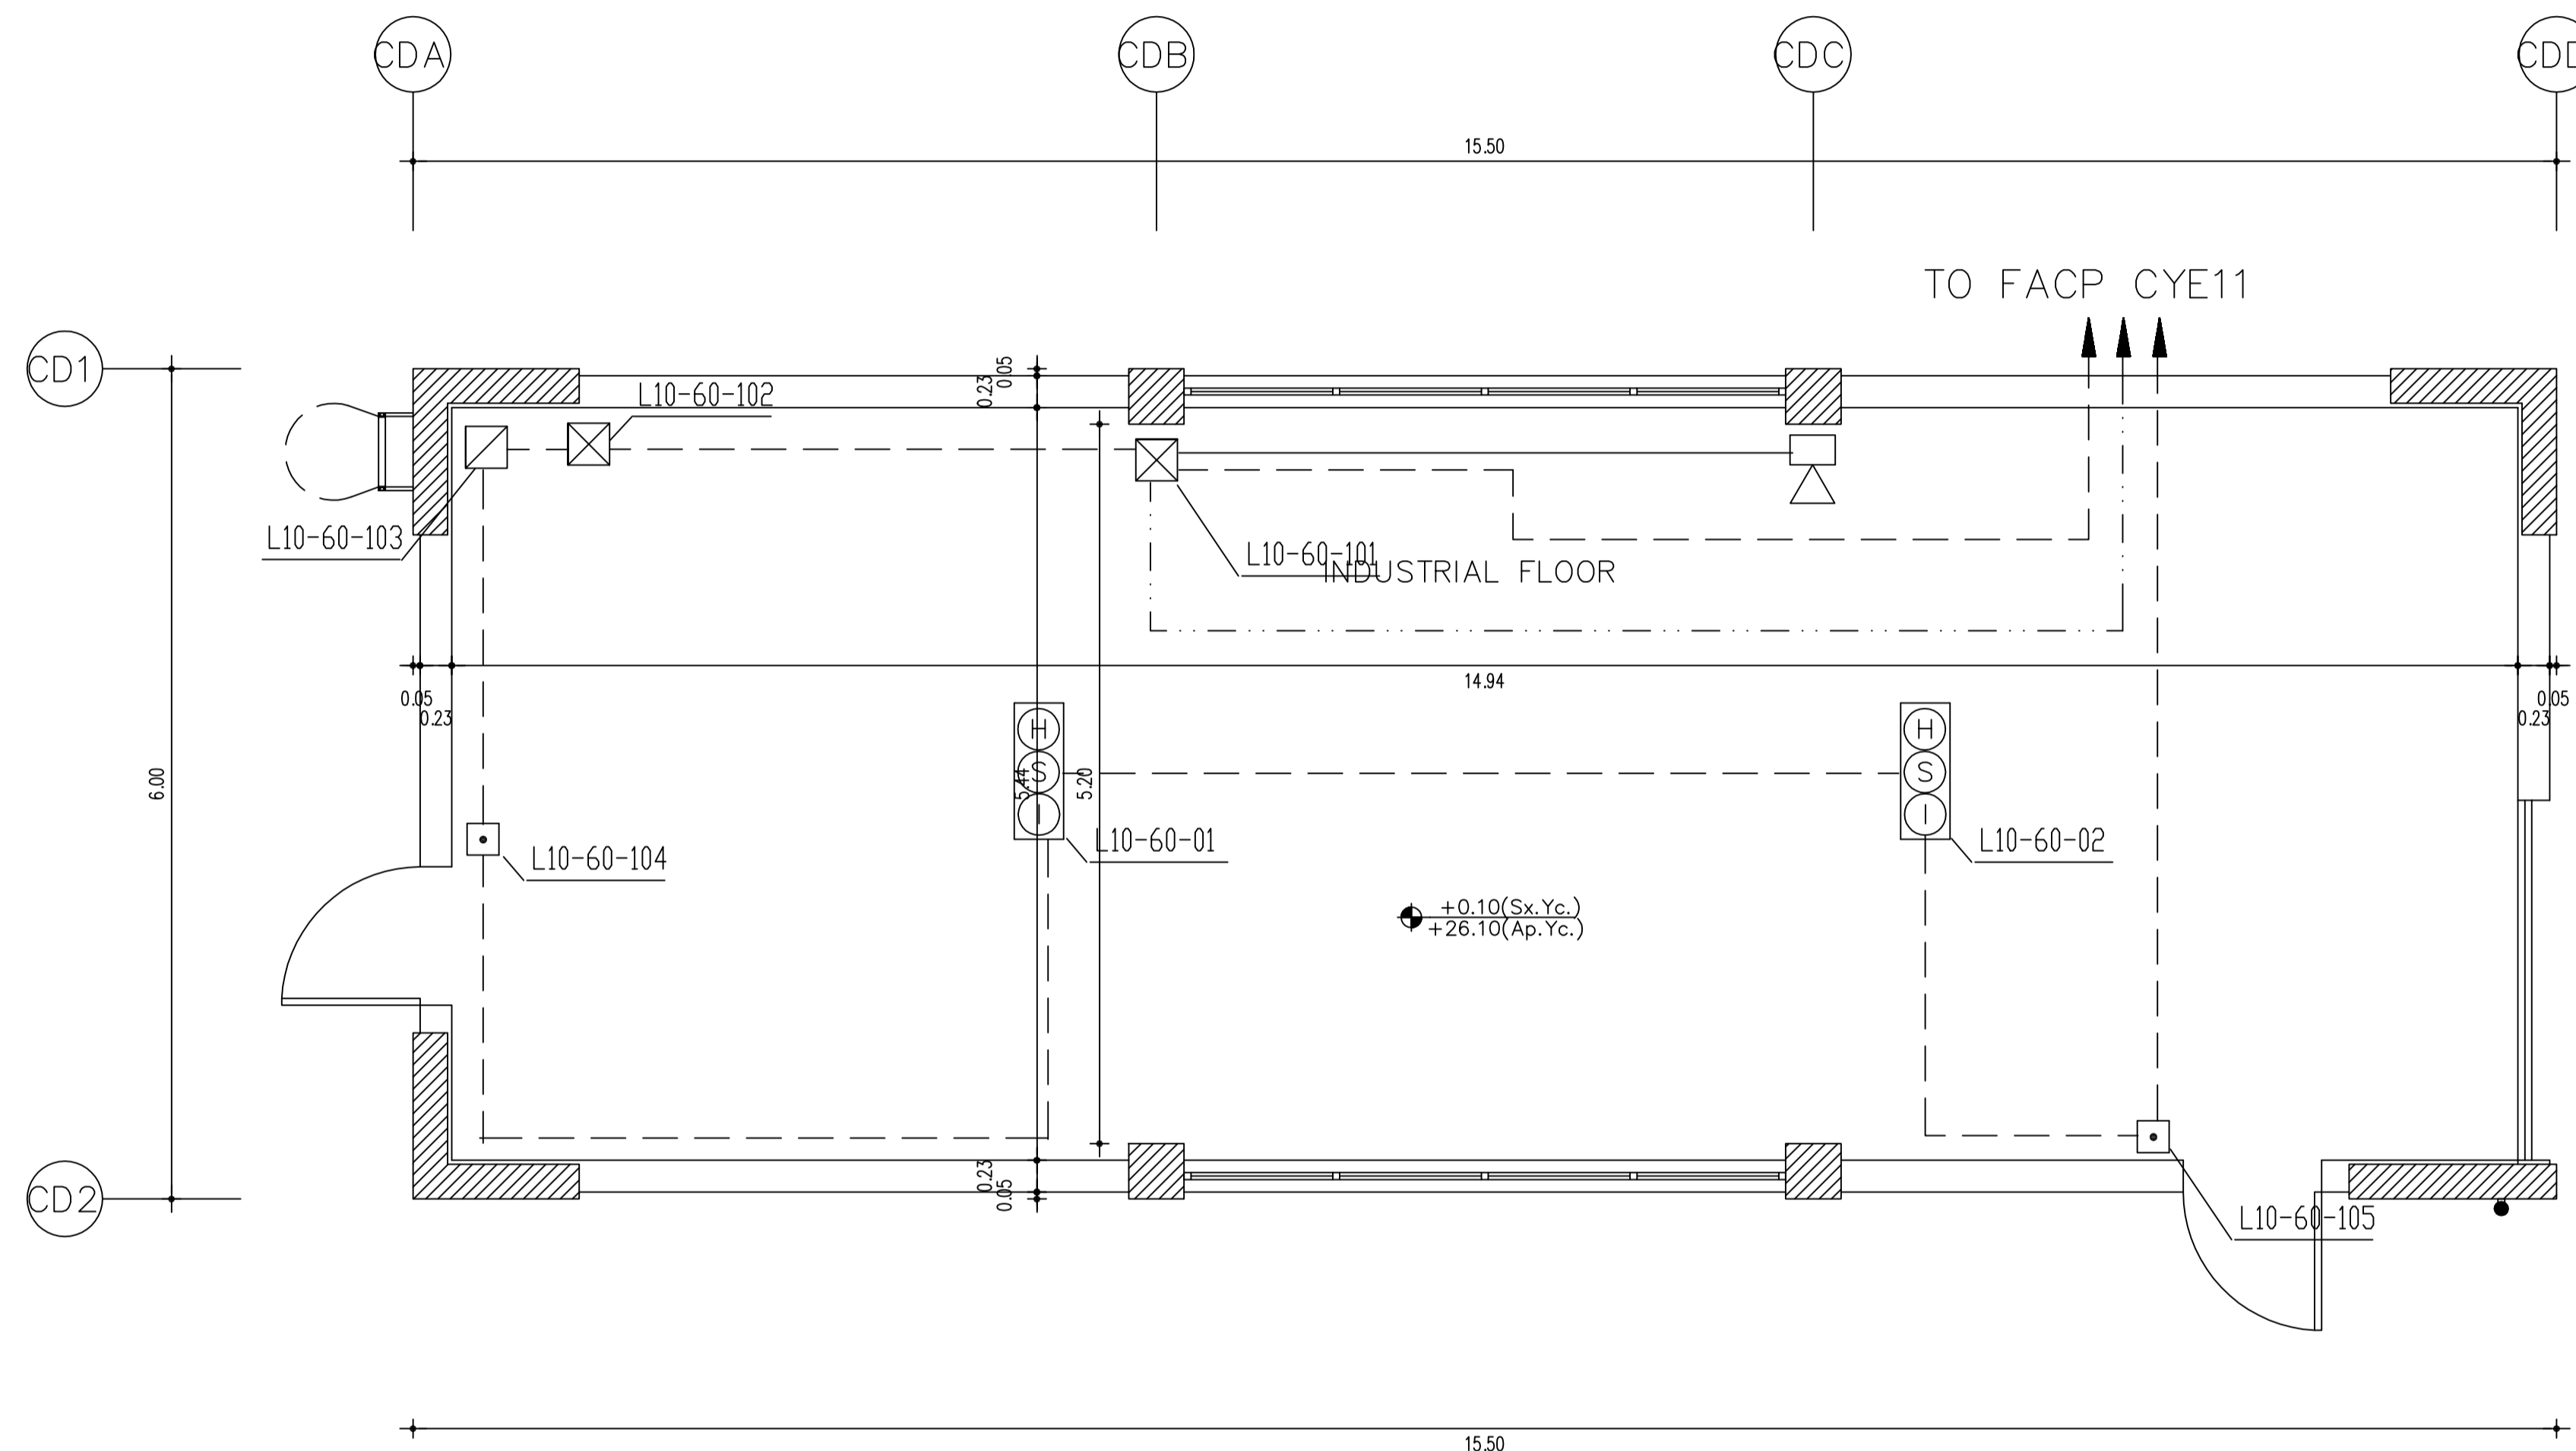 CDA
CDB
CDC
15.50
TO FACP CYE11
CD1
0.05
0.23
L10-60-102
L10-60-103
L10-60-101
INDUSTRIAL FLOOR
14.94
0.05
0.23
0.05
0.23
6.00
H
S
I
5.44
5.20
H
S
I
L10-60-01
L10-60-02
L10-60-104
+0.10(Sx.Yc.)
+26.10(Ap.Yc.)
0.23
0.05
CD2
L10-60-105
15.50